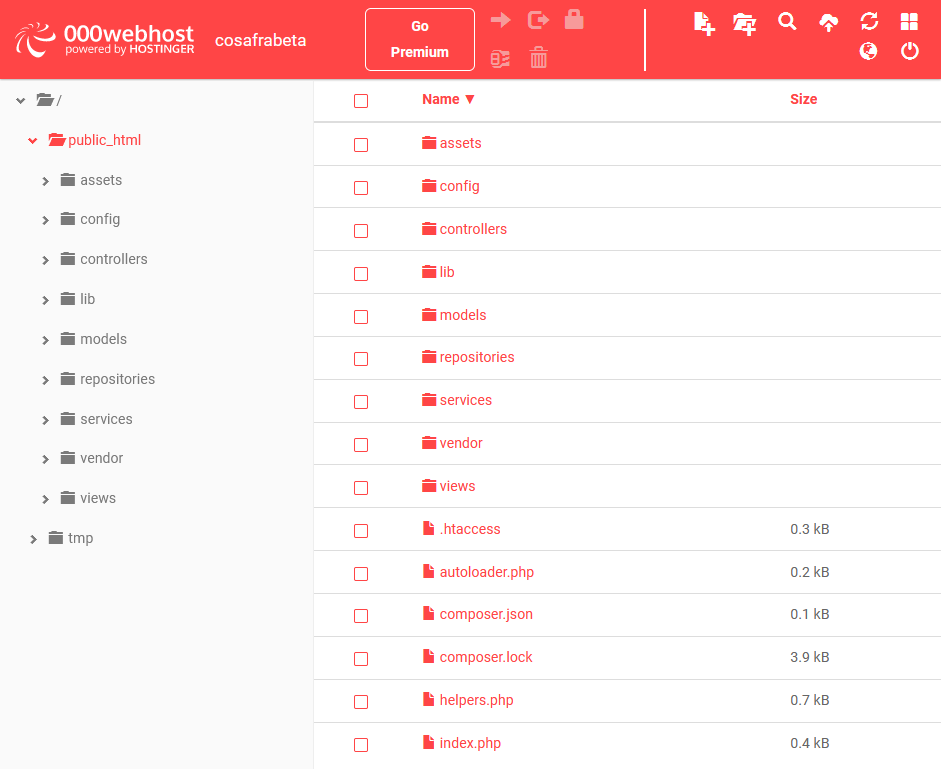 000webhost
powered by HOSTINGER
cosafrabeta
Go
Premium
/
public_html
assets
config
controllers
lib
models
repositories
services
vendor
views
tmp
Name ▼ Size
assets
config
controllers
lib
models
repositories
services
vendor
views
.htaccess 0.3 kB
autoloader.php 0.2 kB
composer.json 0.1 kB
composer.lock 3.9 kB
helpers.php 0.7 kB
index.php 0.4 kB